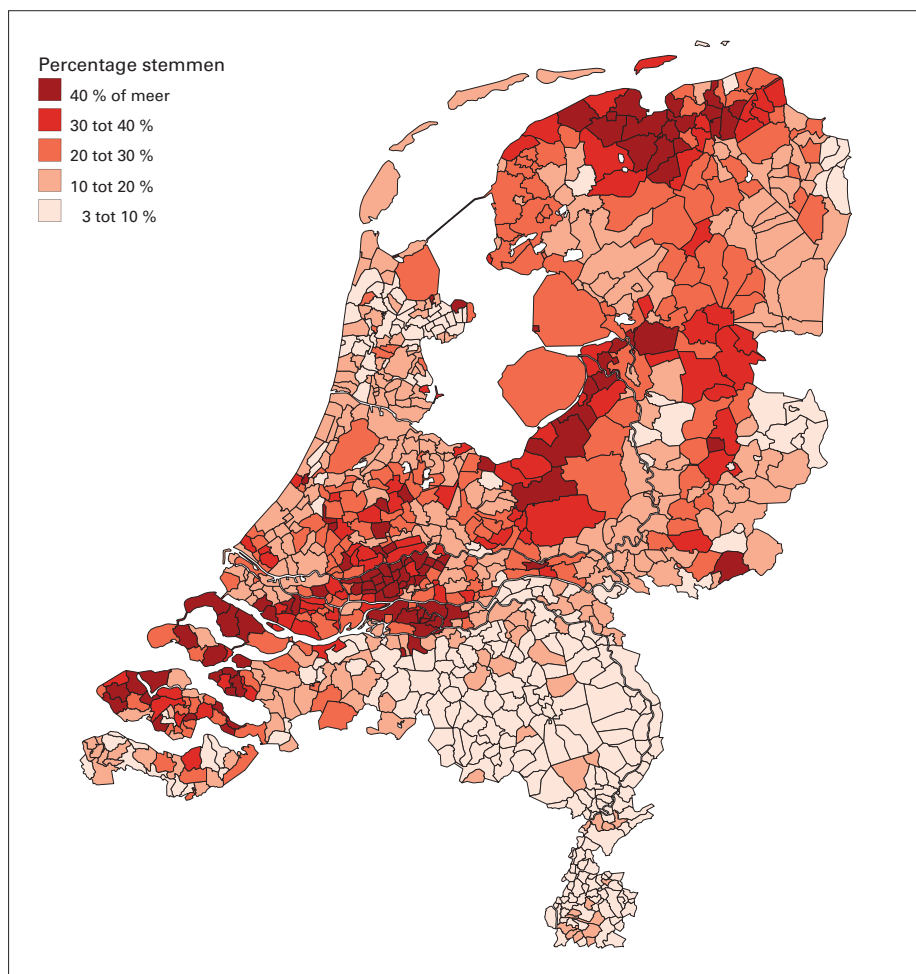 Percentage stemmen
40 % of meer
30 tot 40 %
20 tot 30 %
10 tot 20 %
3 tot 10 %